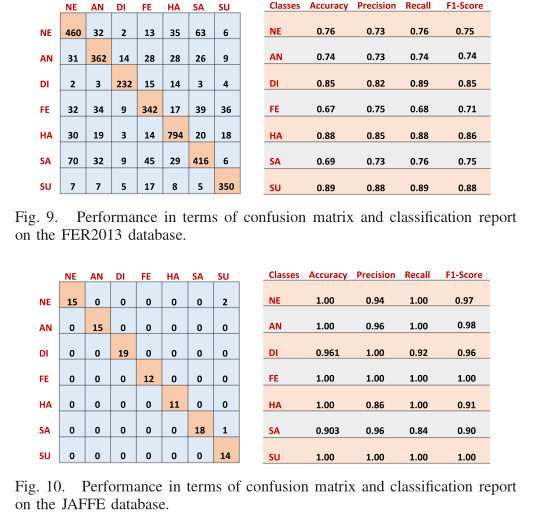 NE AN DI FE HA SA SU
NE 460 32 2 13 35 63 6
AN 31 362 14 28 28 26 9
DI 2 3 232 15 14 3 4
FE 32 34 9 342 17 39 36
HA 30 19 3 14 794 20 18
SA 70 32 9 45 29 416 6
SU 7 7 5 17 8 5 350
Classes Accuracy Precision Recall F1-Score
NE 0.76 0.73 0.76 0.75
AN 0.74 0.73 0.74 0.74
DI 0.85 0.82 0.89 0.85
FE 0.67 0.75 0.68 0.71
HA 0.88 0.85 0.88 0.86
SA 0.69 0.73 0.76 0.75
SU 0.89 0.88 0.89 0.88
Fig. 9. Performance in terms of confusion matrix and classification report
on the FER2013 database.
NE AN DI FE HA SA SU
NE 15 0 0 0 0 0 2
AN 0 15 0 0 0 0 0
DI 0 0 19 0 0 0 0
FE 0 0 0 12 0 0 0
HA 0 0 0 0 11 0 0
SA 0 0 0 0 0 18 1
SU 0 0 0 0 0 0 14
Classes Accuracy Precision Recall F1-Score
NE 1.00 0.94 1.00 0.97
AN 1.00 0.96 1.00 0.98
DI 0.961 1.00 0.92 0.96
FE 1.00 1.00 1.00 1.00
HA 1.00 0.86 1.00 0.91
SA 0.903 0.96 0.84 0.90
SU 1.00 1.00 1.00 1.00
Fig. 10. Performance in terms of confusion matrix and classification report
on the JAFFE database.